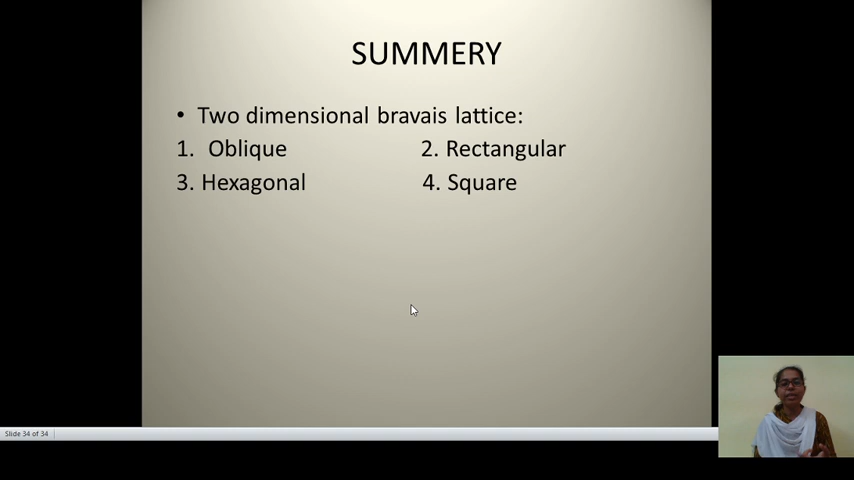 SUMMERY
• Two dimensional bravais lattice:
1. Oblique 2. Rectangular
3. Hexagonal 4. Square
Slide 34 of 34